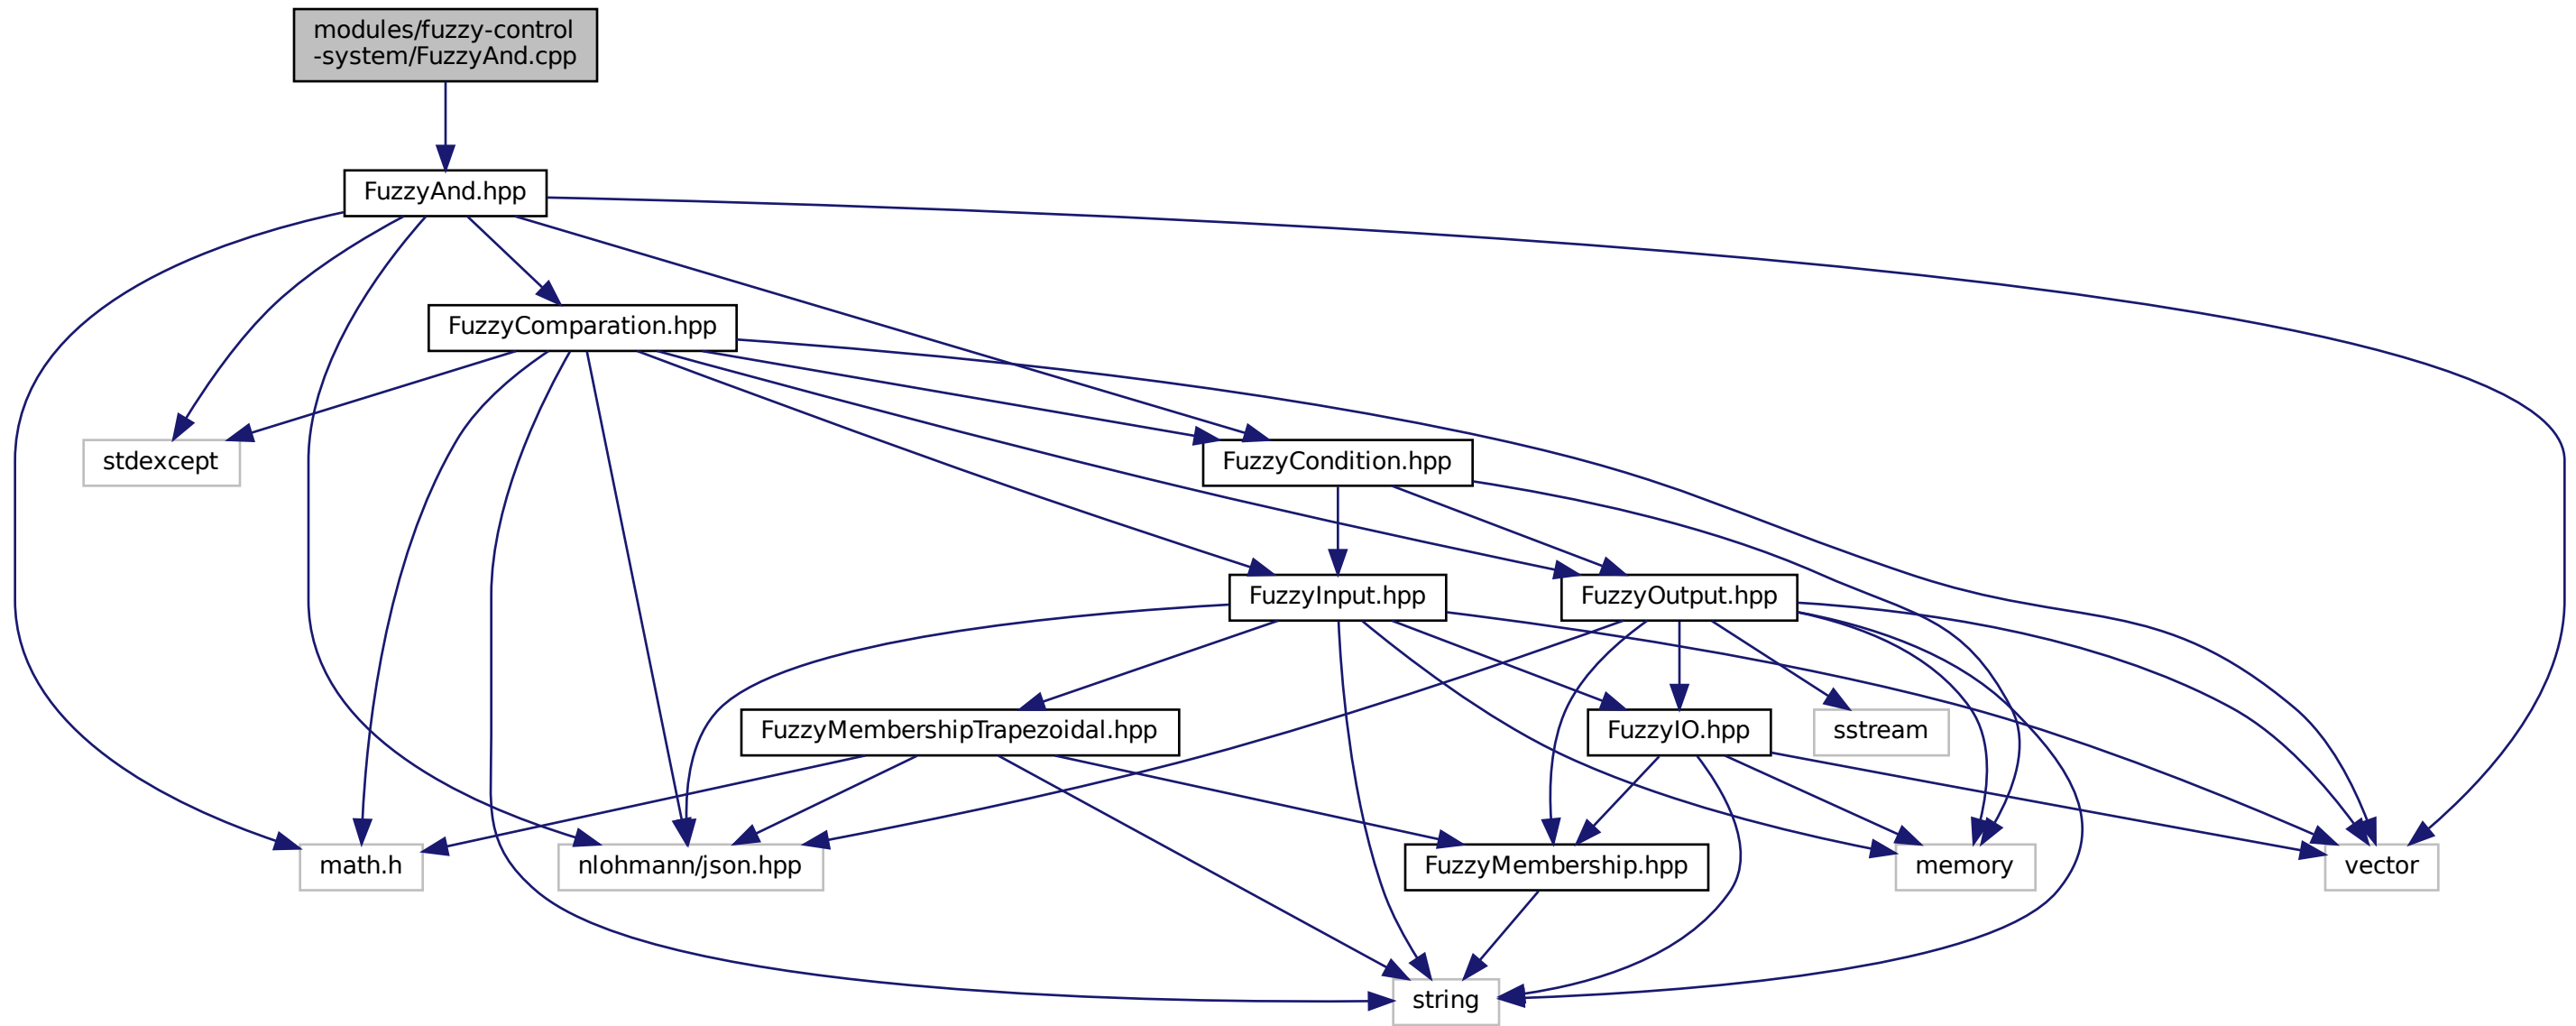 modules/fuzzy-control
-system/FuzzyAnd.cpp
FuzzyAnd.hpp
FuzzyComparation.hpp
stdexcept
FuzzyCondition.hpp
FuzzyInput.hpp
FuzzyOutput.hpp
FuzzyMembershipTrapezoidal.hpp
FuzzyIO.hpp
sstream
math.h
nlohmann/json.hpp
FuzzyMembership.hpp
memory
vector
string